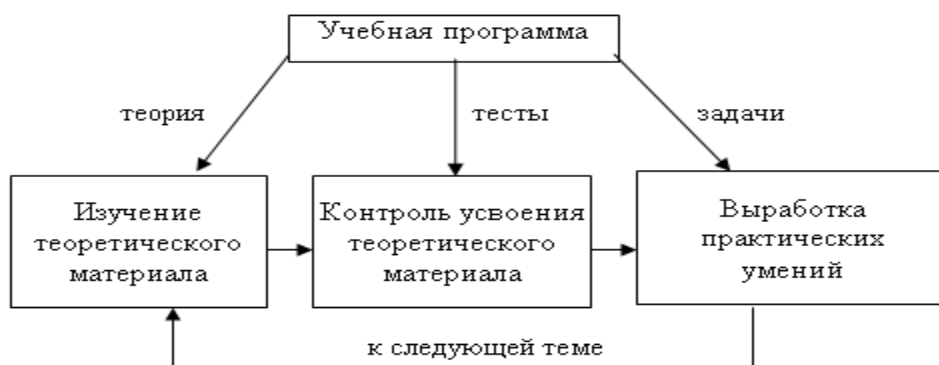 Учебная программа
теория
тесты
задачи
Изучение
теоретического
материала
Контроль усвоения
теоретического
материала
Выработка
практических
умений
к следующей теме